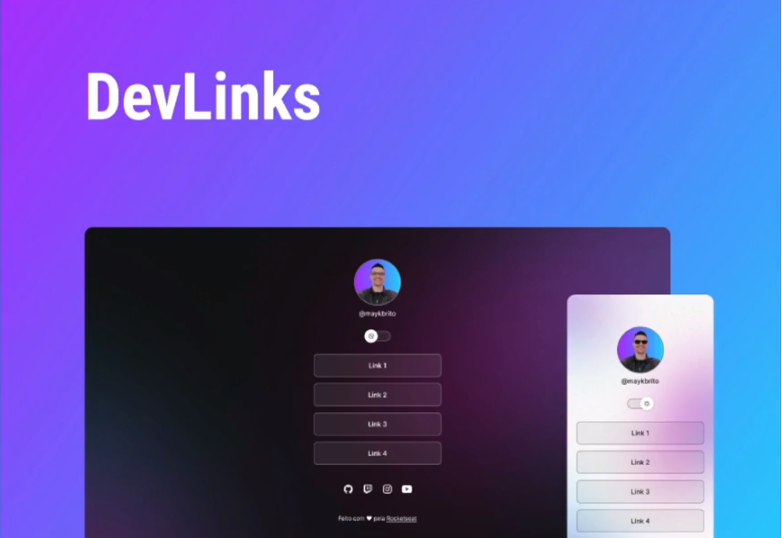 DevLinks
@maykbrito
Link 1
Link 2
Link 3
Link 4
Feito com ♥ pela Rocketseat
@maykbrito
Link 1
Link 2
Link 3
Link 4